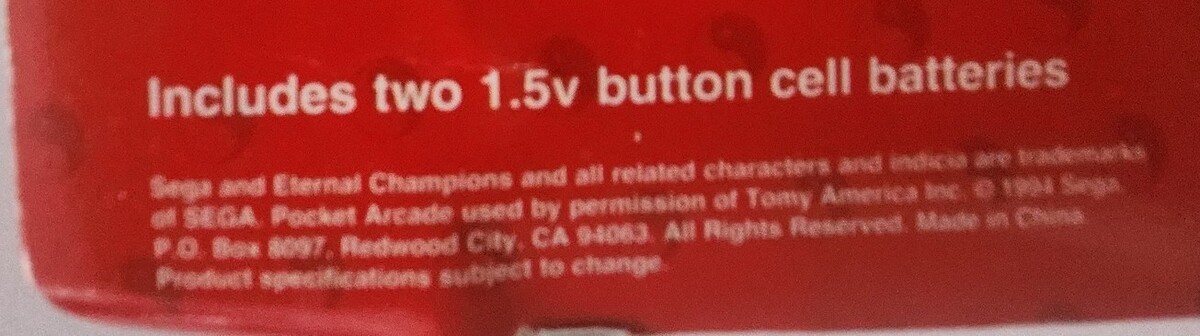 Includes two 1.5v button cell batteries
Sega and Eternal Champions and all related characters and indicia are trademarks
of SEGA. Pocket Arcade used by permission of Tomy America Inc. © 1994 Sega.
P.O. Box 8097, Redwood City, CA 94063. All Rights Reserved. Made in China
Product specifications subject to change.